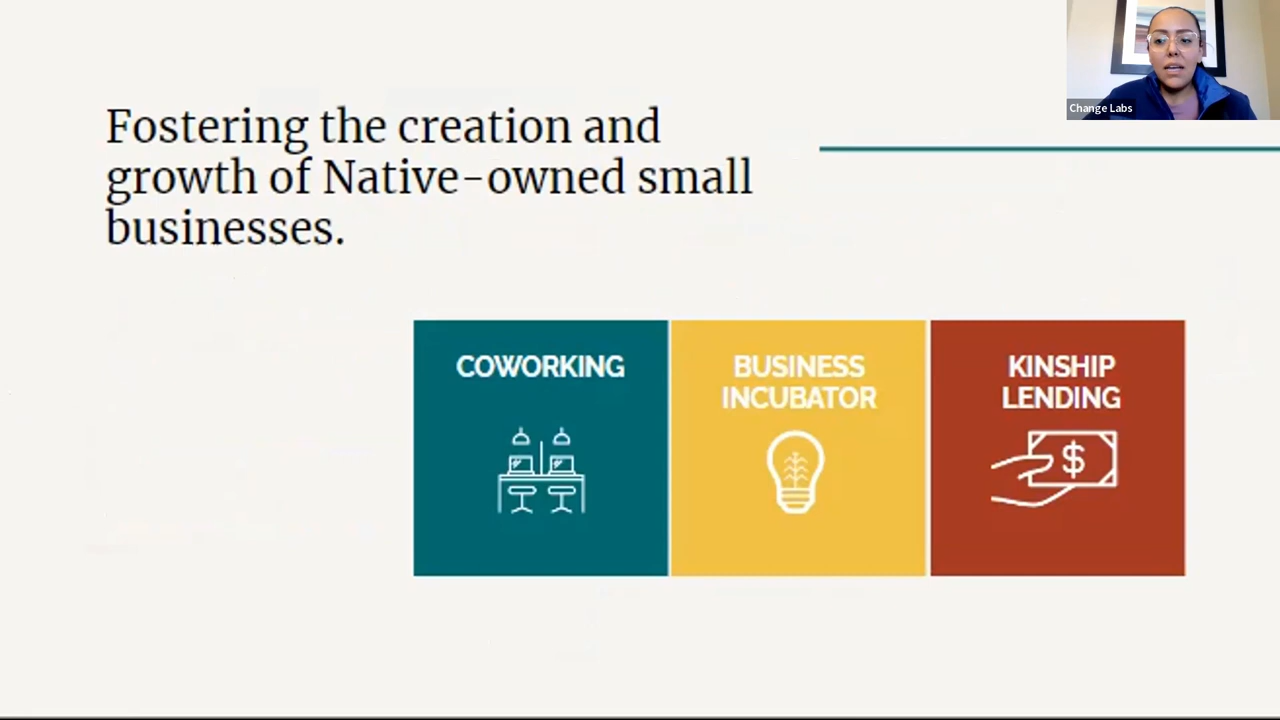 Fostering the creation and
growth of Native-owned small
businesses.
Change Labs
COWORKING
BUSINESS
INCUBATOR
KINSHIP
LENDING
$